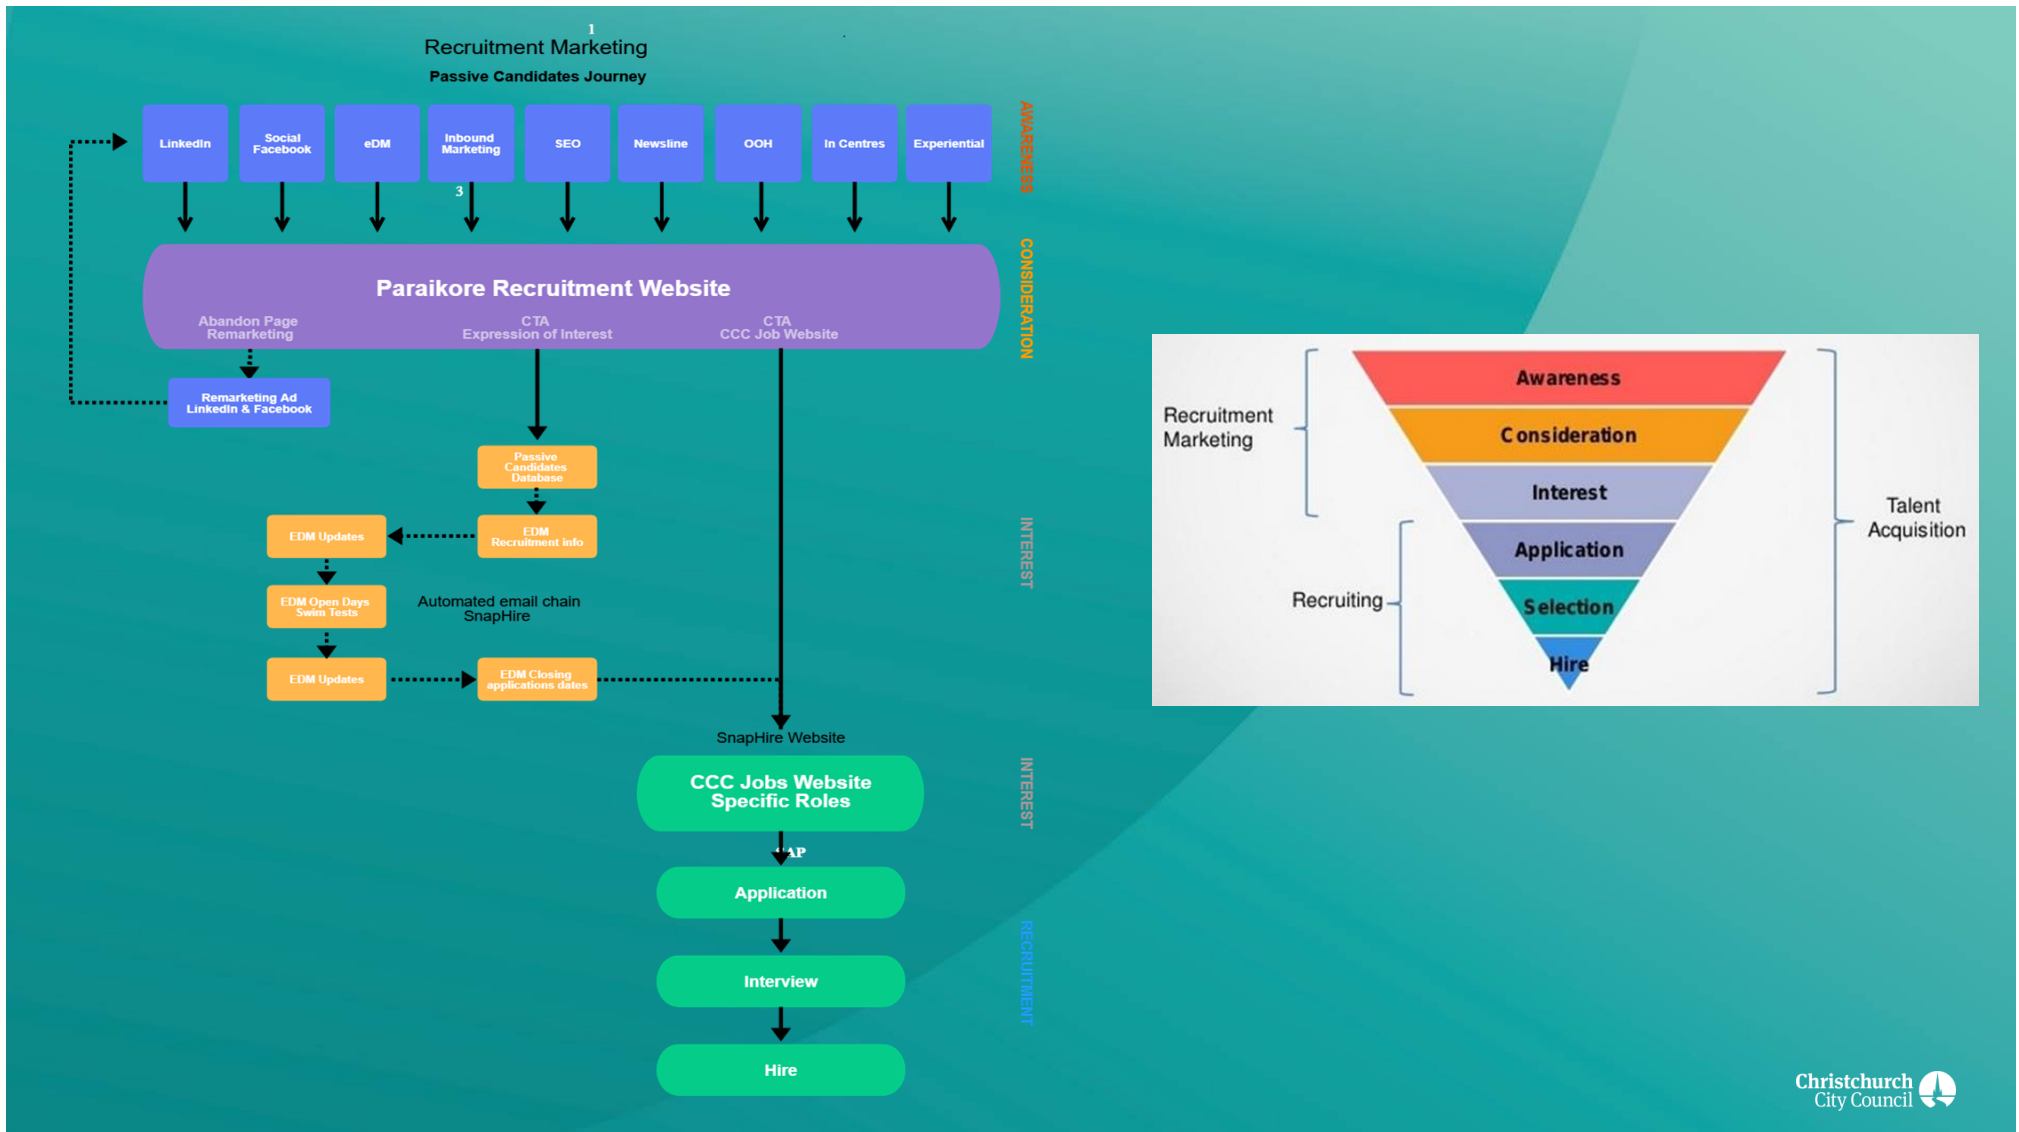 1
Recruitment Marketing
.
Passive Candidates Journey
LinkedIn
Social
Facebook
eDM
Inbound
Marketing
SEO
Newsline
OOH
In Centres
Experiential
AWARENESS
3
Paraikore Recruitment Website
Abandon Page
Remarketing
CTA
Expression of Interest
CTA
CCC Job Website
CONSIDERATION
Remarketing Ad
LinkedIn & Facebook
Passive
Candidates
Database
EDM
Recruitment info
EDM Updates
EDM Open Days
Swim Tests
Automated email chain
SnapHire
EDM Updates
EDM Closing
applications dates
INTEREST
SnapHire Website
CCC Jobs Website
Specific Roles
INTEREST
SAP
Application
Interview
Hire
RECRUITMENT
Recruitment
Marketing
Recruiting
Awareness
Consideration
Interest
Application
Selection
Hire
Talent
Acquisition
Christchurch
City Council